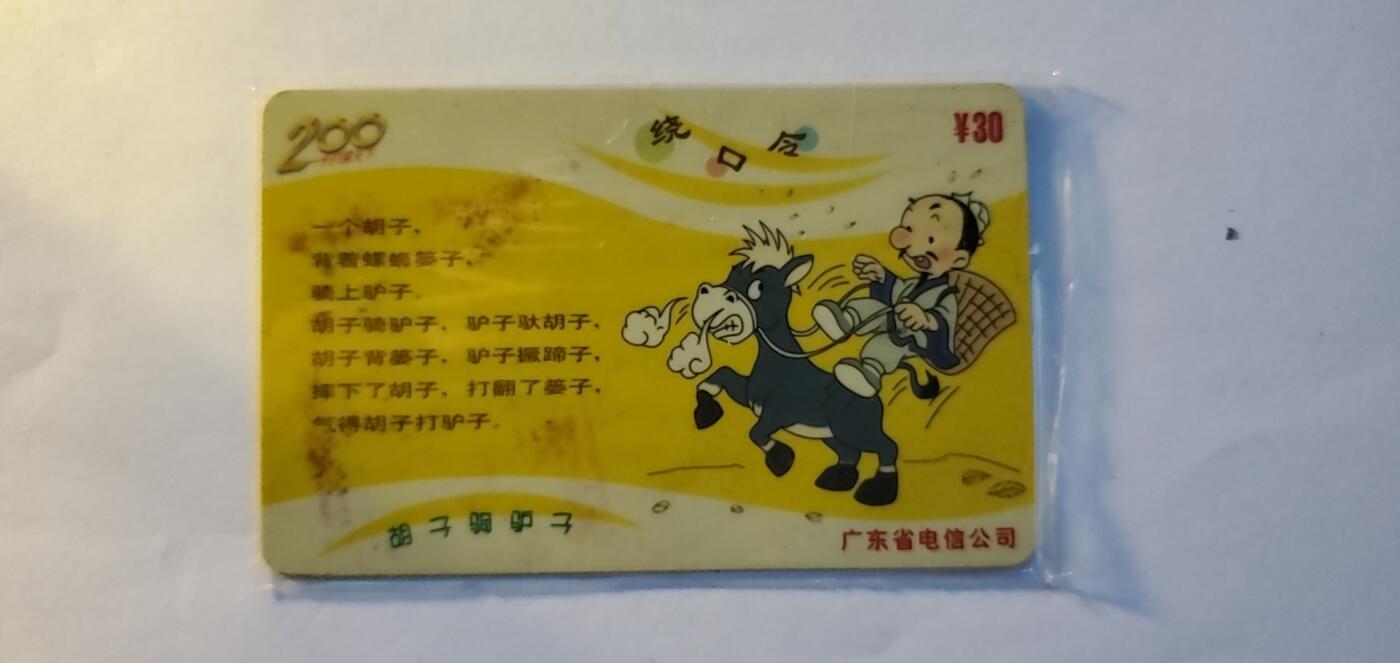 200
绕口令
¥30
一个胡子，
背着螺蛳篓子，
骑上驴子。
胡子骑驴子，驴子驮胡子，
胡子背篓子，驴子撅蹄子，
摔下了胡子，打翻了篓子，
气得胡子打驴子。
胡子骑驴子
广东省电信公司